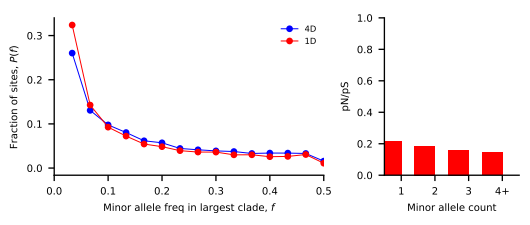 Fraction of sites, P(f)
0.3
0.2
0.1
0.0
0.0 0.1 0.2 0.3 0.4 0.5
Minor allele freq in largest clade, f
4D
1D
pN/pS
1.0
0.8
0.6
0.4
0.2
0.0
1 2 3 4+
Minor allele count